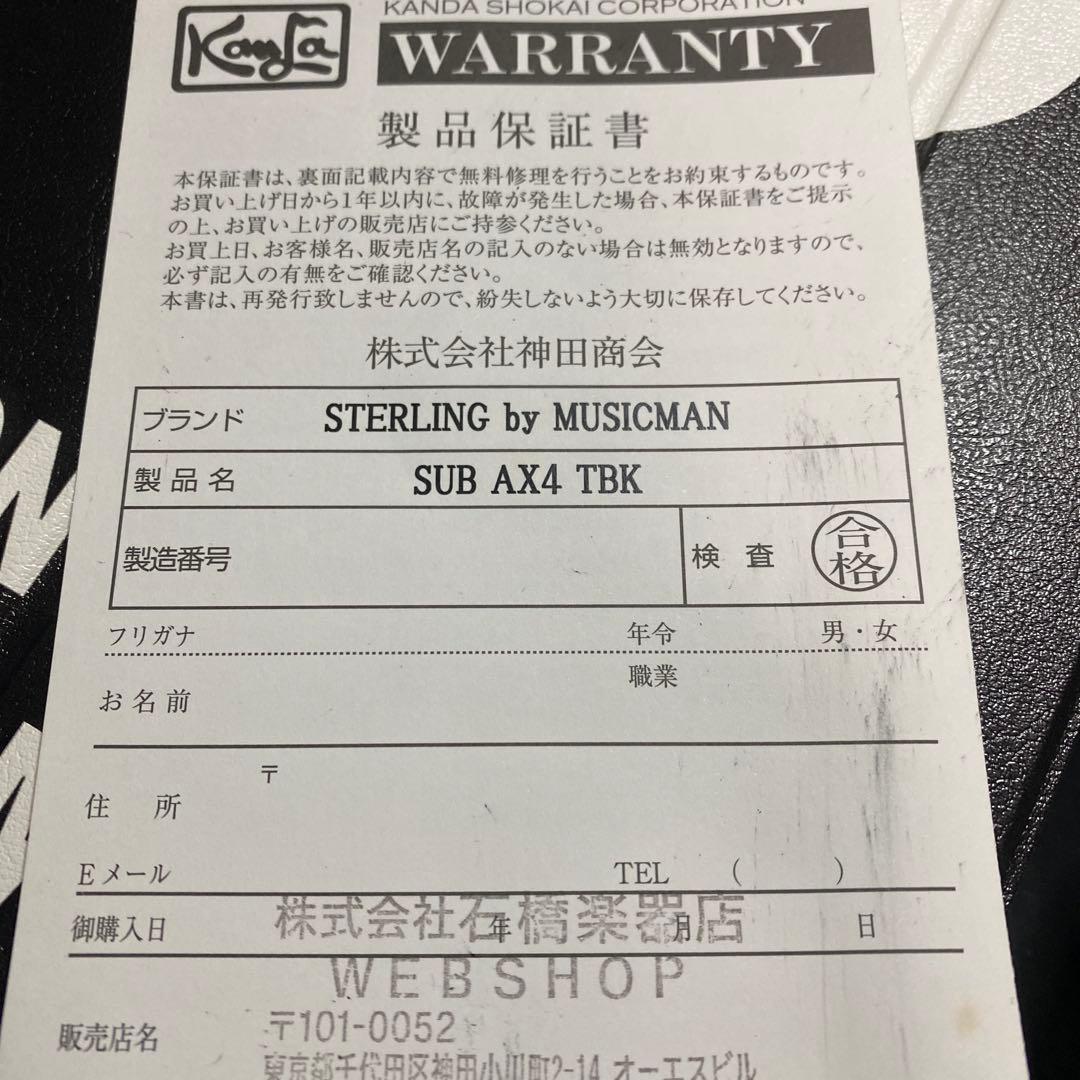 KANDA SHOKAI CORPORATION
Kanda
WARRANTY
製品保証書
本保証書は、裏面記載内容で無料修理を行うことをお約束するものです。
お買い上げ日から1年以内に、故障が発生した場合、本保証書をご提示
の上、お買い上げの販売店にご持参ください。
お買上日、お客様名、販売店名の記入のない場合は無効となりますので、
必ず記入の有無をご確認ください。
本書は、再発行致しませんので、紛失しないよう大切に保存してください。
株式会社神田商会
ブランド STERLING by MUSICMAN
製品名 SUB AX4 TBK
製造番号 検査 合格
フリガナ 年令 男・女
職業
お名前
〒
住所
Eメール TEL ( )
御購入日 年 月 日
株式会社石橋楽器店
WEBSHOP
販売店名
〒101-0052
東京都千代田区神田小川町2-14 オーエスビル